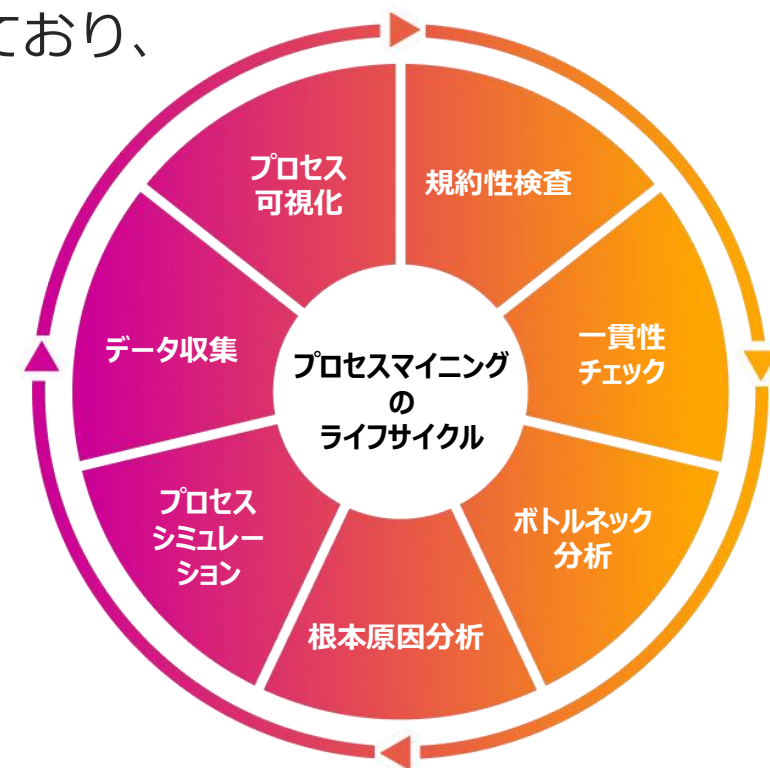 ており、
プロセス
可視化
規約性検査
一貫性
チェック
ボトルネック
分析
根本原因分析
プロセス
シミュレー
ション
データ収集
プロセスマイニング
の
ライフサイクル